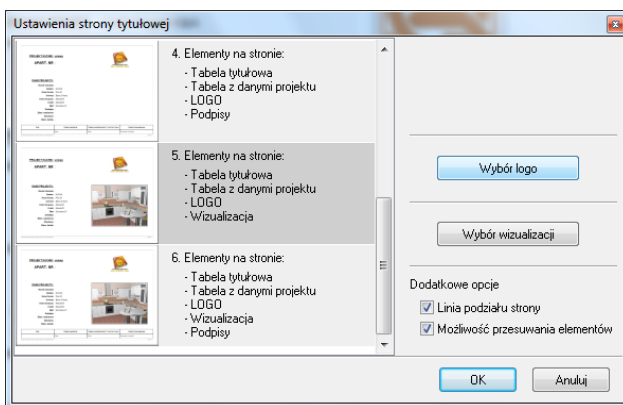 Ustawienia strony tytułowej
4. Elementy na stronie:
- Tabela tytułowa
- Tabela z danymi projektu
- LOGO
- Podpisy
5. Elementy na stronie:
- Tabela tytułowa
- Tabela z danymi projektu
- LOGO
- Wizualizacja
6. Elementy na stronie:
- Tabela tytułowa
- Tabela z danymi projektu
- LOGO
- Wizualizacja
- Podpisy
Wybór logo
Wybór wizualizacji
Dodatkowe opcje
Linia podziału strony
Możliwość przesuwania elementów
OK
Anuluj